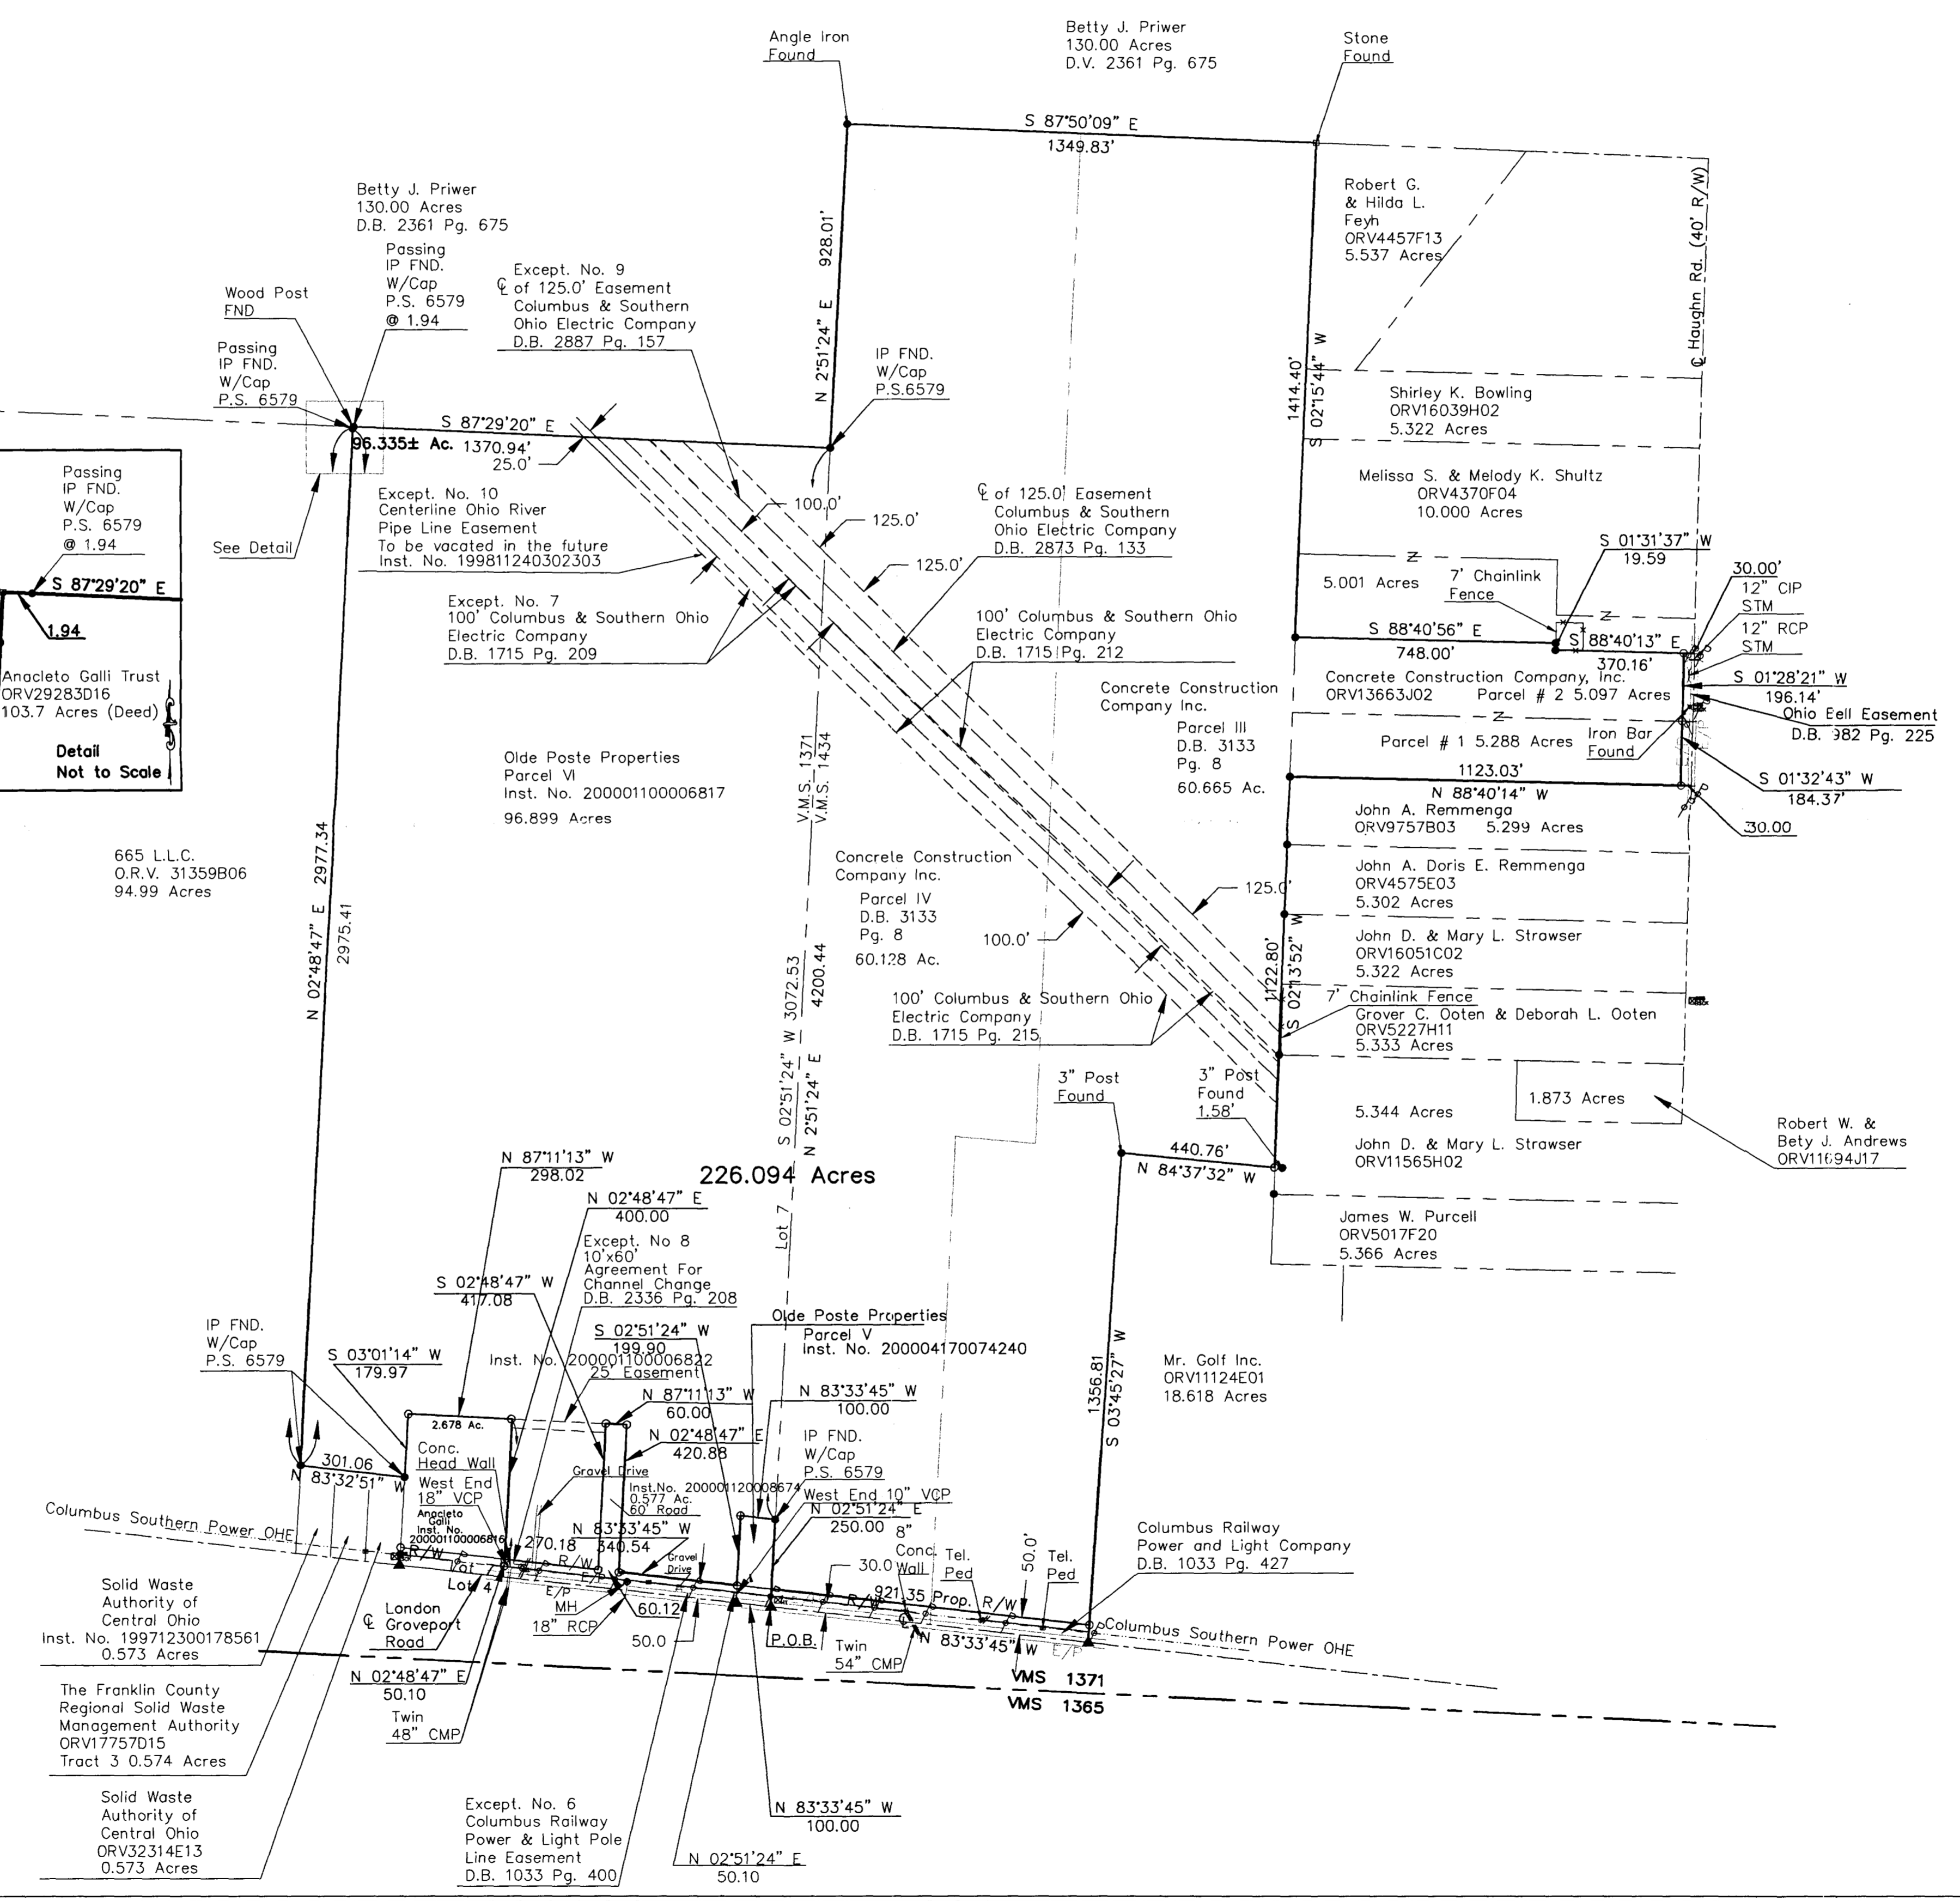 Betty J. Priwer
130.00 Acres
D.V. 2361 Pg. 675
Angle Iron
Found
Stone
Found
S 87°50'09" E
1349.83'
Betty J. Priwer
130.00 Acres
D.B. 2361 Pg. 675
Passing
IP FND.
W/Cap
P.S. 6579
@ 1.94
Wood Post
FND
Passing
IP FND.
W/Cap
P.S. 6579
Except. No. 9
℄ of 125.0' Easement
Columbus & Southern
Ohio Electric Company
D.B. 2887 Pg. 157
N 2°51'24" E 928.01'
IP FND.
W/Cap
P.S.6579
1414.40'
S 02°15'44" W
Robert G.
& Hilda L.
Feyh
ORV4457F13
5.537 Acres
℄ Haughn Rd. (40' R/W)
Shirley K. Bowling
ORV16039H02
5.322 Acres
S 87°29'20" E
96.335± Ac. 1370.94'
25.0'
See Detail
Passing
IP FND.
W/Cap
P.S. 6579
@ 1.94
S 87°29'20" E
1.94
Anacleto Galli Trust
ORV29283D16
103.7 Acres (Deed)
Detail
Not to Scale
Except. No. 10
Centerline Ohio River
Pipe Line Easement
To be vacated in the future
Inst. No. 199811240302303
100.0'
125.0'
125.0'
℄ of 125.0' Easement
Columbus & Southern
Ohio Electric Company
D.B. 2873 Pg. 133
Except. No. 7
100' Columbus & Southern Ohio
Electric Company
D.B. 1715 Pg. 209
100' Columbus & Southern Ohio
Electric Company
D.B. 1715 Pg. 212
Melissa S. & Melody K. Shultz
ORV4370F04
10.000 Acres
S 01°31'37" W
19.59
5.001 Acres
7' Chainlink
Fence
30.00'
12" CIP
STM
12" RCP
STM
S 88°40'56" E
748.00'
S 88°40'13" E
370.16'
Concrete Construction Company, Inc.
ORV13663J02 Parcel # 2 5.097 Acres
S 01°28'21" W
196.14'
Ohio Bell Easement
D.B. 982 Pg. 225
Parcel # 1 5.288 Acres
Iron Bar
Found
S 01°32'43" W
184.37'
30.00
1123.03'
N 88°40'14" W
Concrete Construction
Company Inc.
Parcel III
D.B. 3133
Pg. 8
60.665 Ac.
Olde Poste Properties
Parcel VI
Inst. No. 200001100006817
96.899 Acres
V.M.S. 1371
V.M.S. 1434
665 L.L.C.
O.R.V. 31359B06
94.99 Acres
N 02°48'47" E 2977.34
2975.41
Concrete Construction
Company Inc.
Parcel IV
D.B. 3133
Pg. 8
60.128 Ac.
100.0'
125.0'
John A. Remmenga
ORV9757B03 5.299 Acres
John A. Doris E. Remmenga
ORV4575E03
5.302 Acres
John D. & Mary L. Strawser
ORV16051C02
5.322 Acres
1122.80'
S 02°13'52" W
7' Chainlink Fence
Grover C. Ooten & Deborah L. Ooten
ORV5227H11
5.333 Acres
100' Columbus & Southern Ohio
Electric Company
D.B. 1715 Pg. 215
S 02°51'24" W 3072.53
N 2°51'24" E 4200.44
3" Post
Found
3" Post
Found
1.58'
5.344 Acres
1.873 Acres
John D. & Mary L. Strawser
ORV11565H02
Robert W. &
Bety J. Andrews
ORV11694J17
440.76'
N 84°37'32" W
226.094 Acres
Lot 7
James W. Purcell
ORV5017F20
5.366 Acres
N 87°11'13" W
298.02
N 02°48'47" E
400.00
Except. No 8
10'x60'
Agreement For
Channel Change
D.B. 2336 Pg. 208
S 02°48'47" W
417.08
IP FND.
W/Cap
P.S. 6579
S 03°01'14" W
179.97
S 02°51'24" W
199.90
Inst. No. 200001100006822
25' Easement
Olde Poste Properties
Parcel V
Inst. No. 200004170074240
N 87°11'13" W
60.00
N 83°33'45" W
100.00
N 02°48'47" E
420.88
IP FND.
W/Cap
P.S. 6579
S 03°45'27" W
1356.81
Mr. Golf Inc.
ORV11124E01
18.618 Acres
2.678 Ac.
Conc.
Head Wall
West End
18" VCP
Anacleto
Galli
Inst. No.
200001100006816
301.06
N 83°32'51" W
Gravel Drive
Inst.No. 200001120008674
0.577 Ac.
60' Road
West End 10" VCP
N 02°51'24" E
250.00
N 83°33'45" W
340.54
270.18
Gravel
Drive
30.0
8"
Conc.
Wall
Tel.
Ped
50.0'
Tel.
Ped
Columbus Railway
Power and Light Company
D.B. 1033 Pg. 427
Columbus Southern Power OHE
R/W
Lot 7
Lot 4
R/W
E/P
E/P
MH
60.12
18" RCP
50.0
R/W
921.35 Prop. R/W
℄
N 83°33'45" W
E/P
Columbus Southern Power OHE
P.O.B.
Twin
54" CMP
VMS 1371
VMS 1365
Solid Waste
Authority of
Central Ohio
Inst. No. 199712300178561
0.573 Acres
℄ London
Groveport
Road
N 02°48'47" E
50.10
Twin
48" CMP
The Franklin County
Regional Solid Waste
Management Authority
ORV17757D15
Tract 3 0.574 Acres
Solid Waste
Authority of
Central Ohio
ORV32314E13
0.573 Acres
Except. No. 6
Columbus Railway
Power & Light Pole
Line Easement
D.B. 1033 Pg. 400
N 83°33'45" W
100.00
N 02°51'24" E
50.10